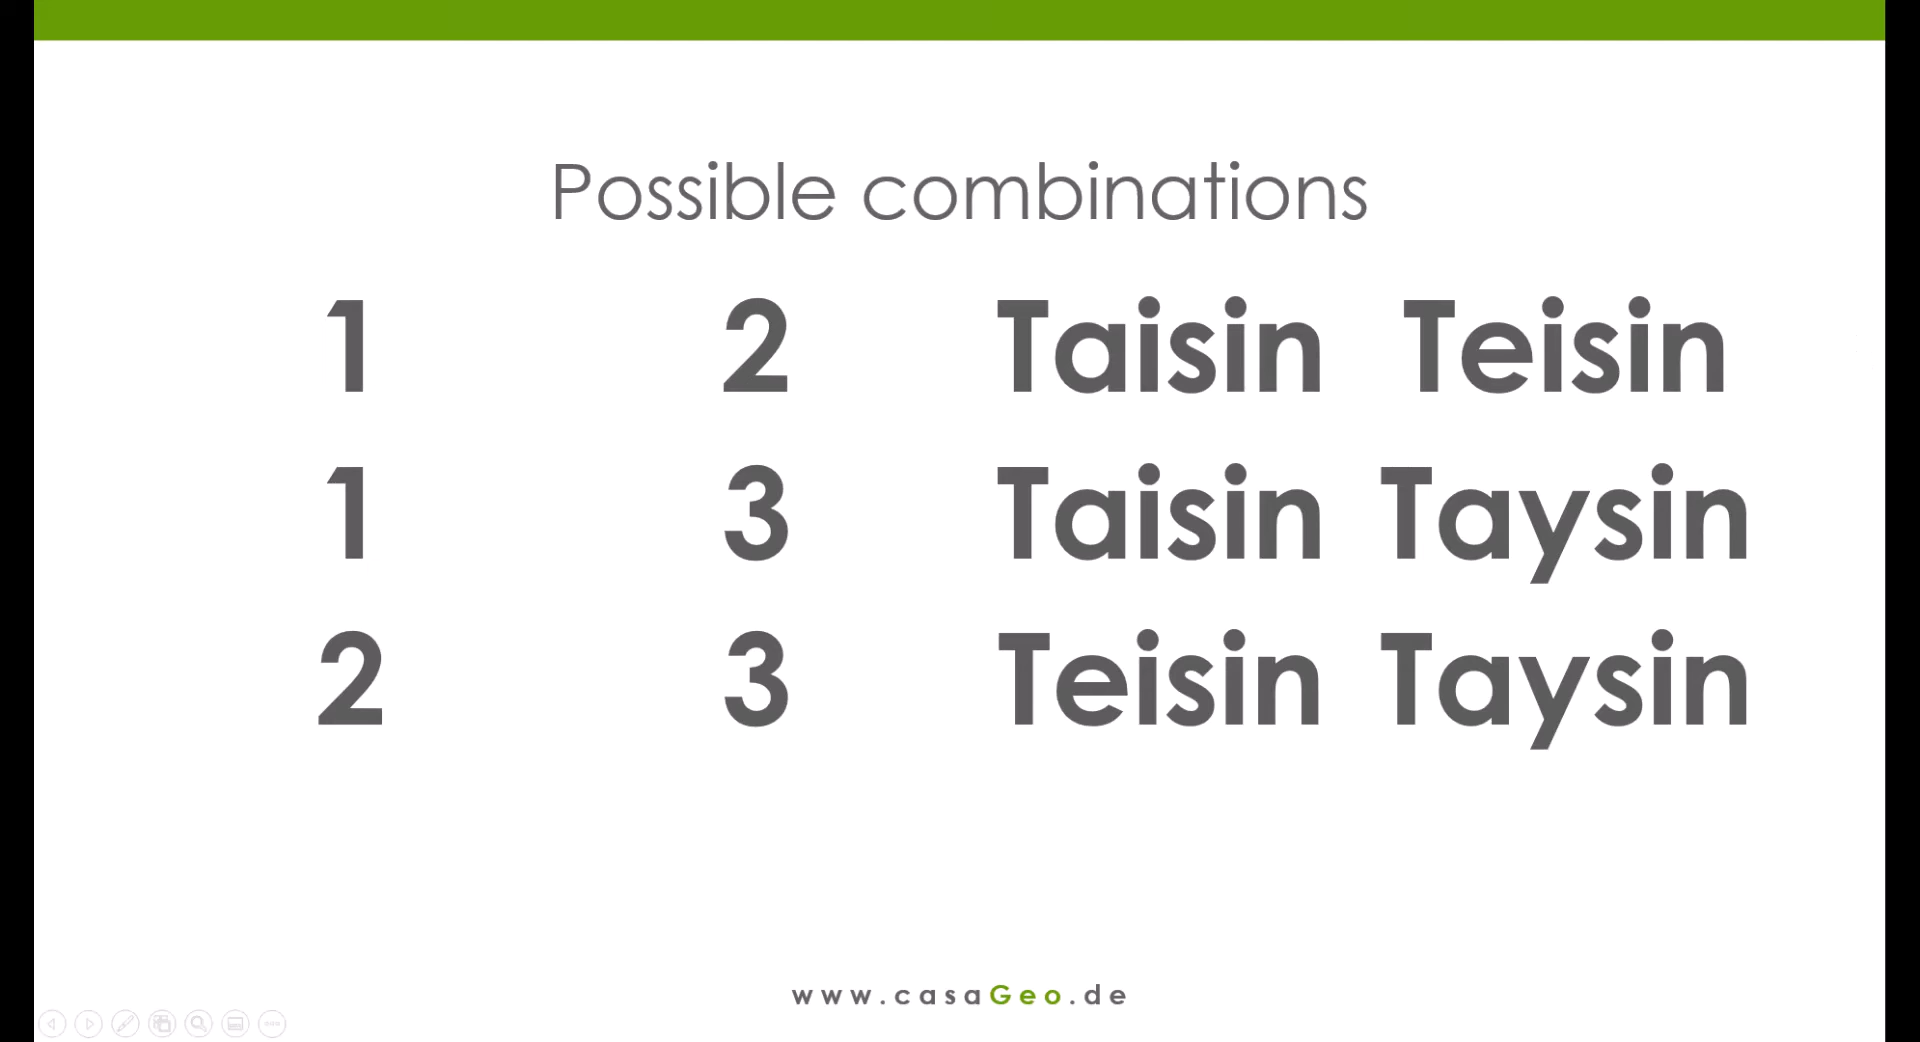 Possible combinations
1 2 Taisin Teisin
1 3 Taisin Taysin
2 3 Teisin Taysin
www.casaGeo.de